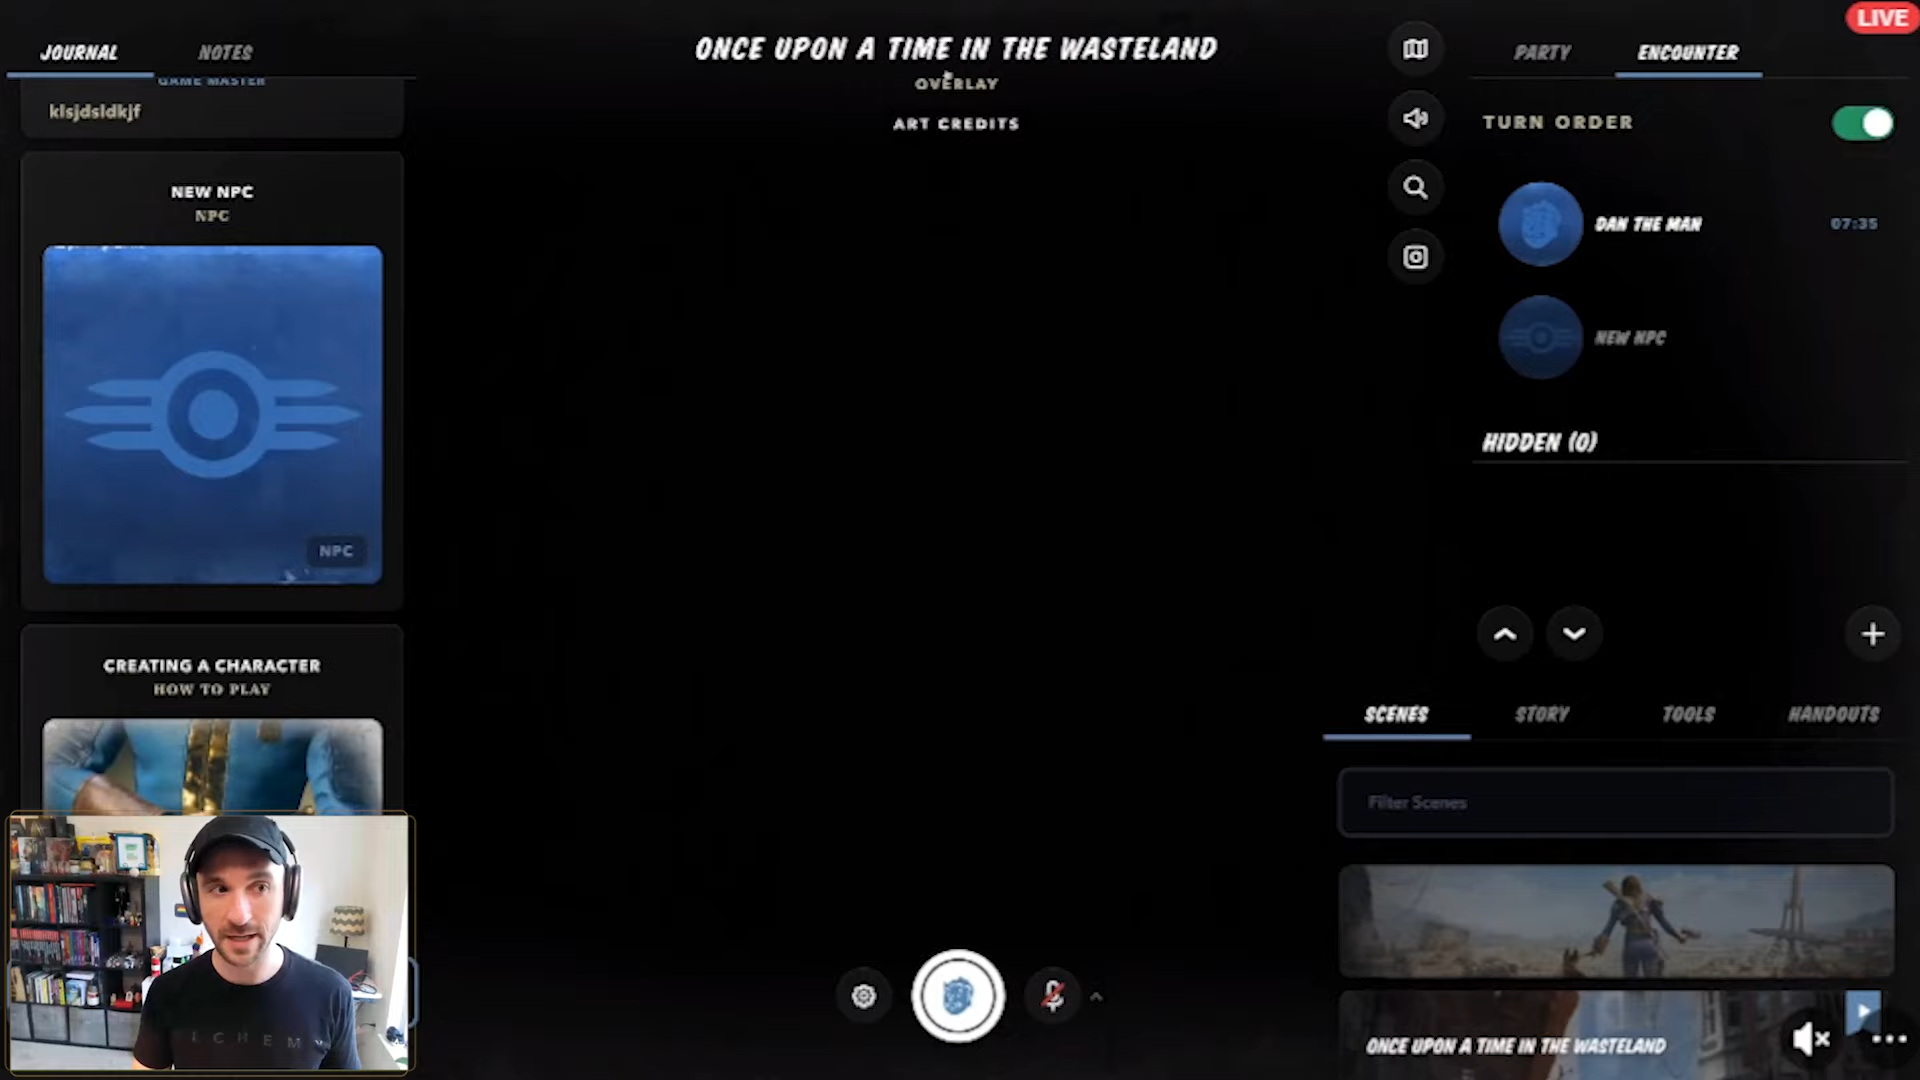 LIVE
JOURNAL
NOTES
GAME MASTER
klsjdsldkjf
NEW NPC
NPC
NPC
CREATING A CHARACTER
HOW TO PLAY
ONCE UPON A TIME IN THE WASTELAND
OVERLAY
ART CREDITS
PARTY
ENCOUNTER
TURN ORDER
DAN THE MAN
07:35
NEW NPC
HIDDEN (0)
SCENES
STORY
TOOLS
HANDOUTS
Filter Scenes
ONCE UPON A TIME IN THE WASTELAND
LCHEM